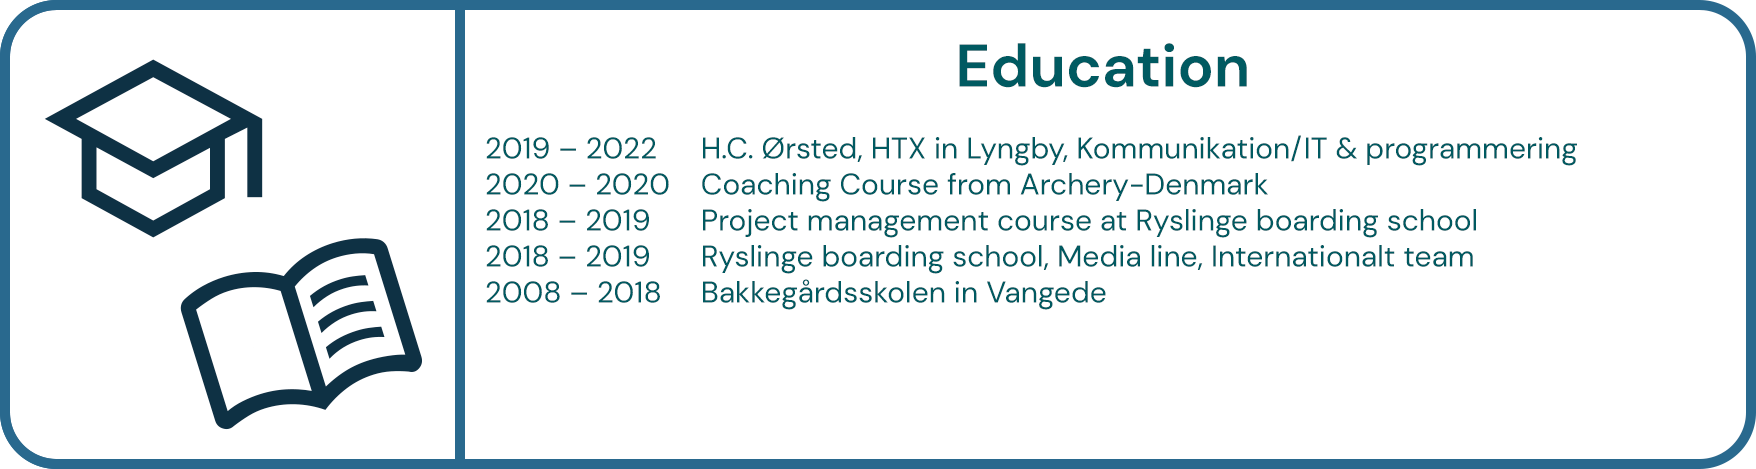 Education
2019 – 2022 H.C. Ørsted, HTX in Lyngby, Kommunikation/IT & programmering
2020 – 2020 Coaching Course from Archery-Denmark
2018 – 2019 Project management course at Ryslinge boarding school
2018 – 2019 Ryslinge boarding school, Media line, Internationalt team
2008 – 2018 Bakkegårdsskolen in Vangede